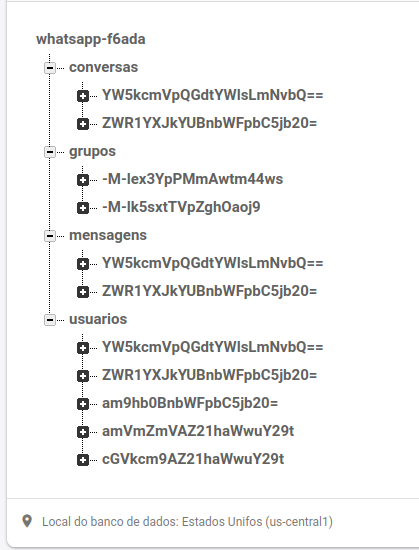 whatsapp-f6ada
conversas
YW5kcmVpQGdtYWlsLmNvbQ==
ZWR1YXJkYUBnbWFpbC5jb20=
grupos
-M-lex3YpPMmAwtm44ws
-M-lk5sxtTVpZghOaoj9
mensagens
YW5kcmVpQGdtYWlsLmNvbQ==
ZWR1YXJkYUBnbWFpbC5jb20=
usuarios
YW5kcmVpQGdtYWlsLmNvbQ==
ZWR1YXJkYUBnbWFpbC5jb20=
am9hb0BnbWFpbC5jb20=
amVmZmVAZ21haWwuY29t
cGVkcm9AZ21haWwuY29t
Local do banco de dados: Estados Unifos (us-central1)